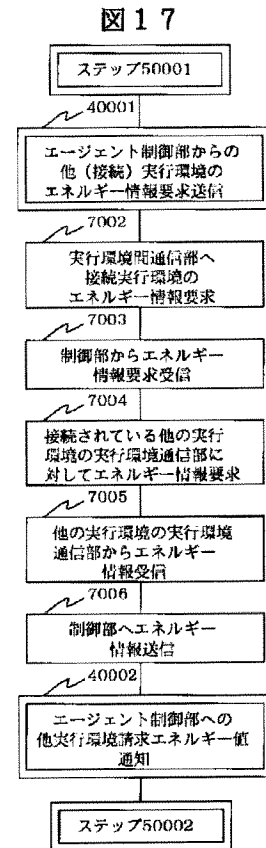 図１７
ステップ50001
40001
エージェント制御部からの
他（接続）実行環境の
エネルギー情報要求送信
7002
実行環境間通信部へ
接続実行環境の
エネルギー情報要求
7003
制御部からエネルギー
情報要求受信
7004
接続されている他の実行
環境の実行環境通信部に
対してエネルギー情報要求
7005
他の実行環境の実行環境
通信部からエネルギー
情報受信
7006
制御部へエネルギー
情報送信
40002
エージェント制御部への
他実行環境請求エネルギー値
通知
ステップ50002